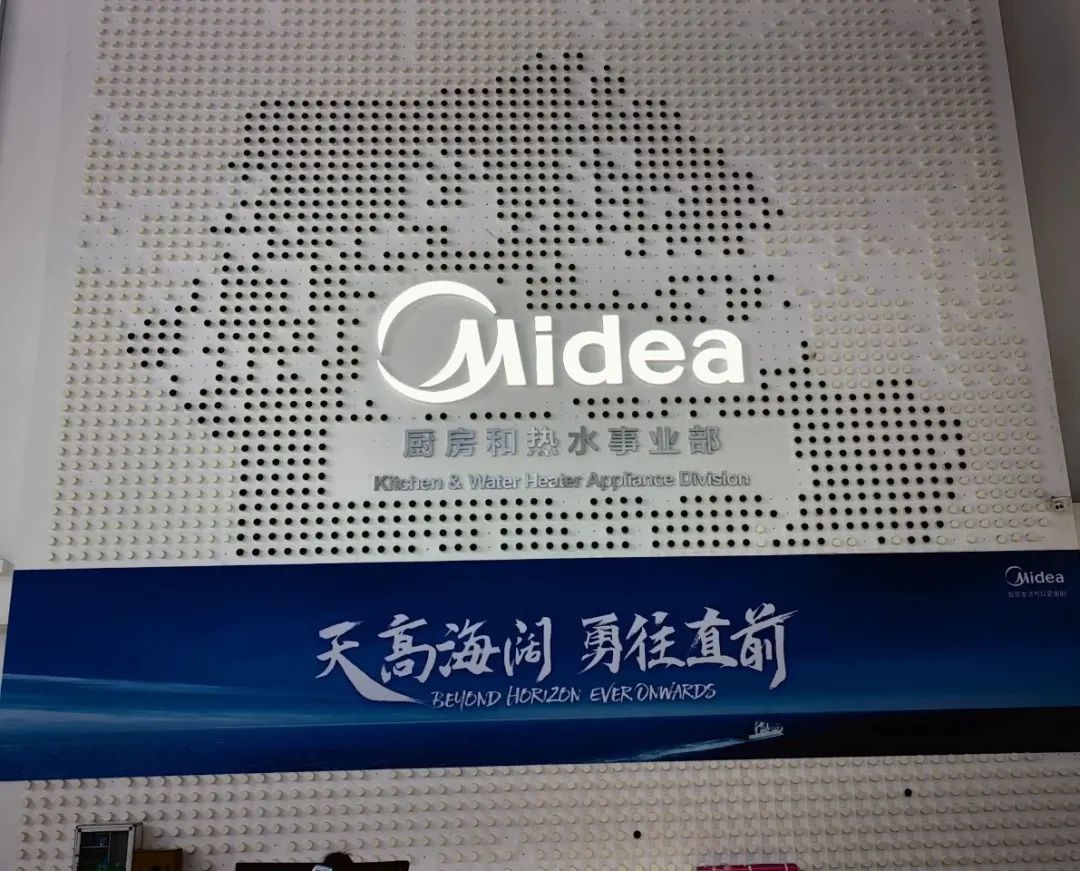 Midea
厨房和热水事业部
Kitchen & Water Heater Appliance Division
Midea
天高海阔 勇往直前
BEYOND HORIZON EVER ONWARDS